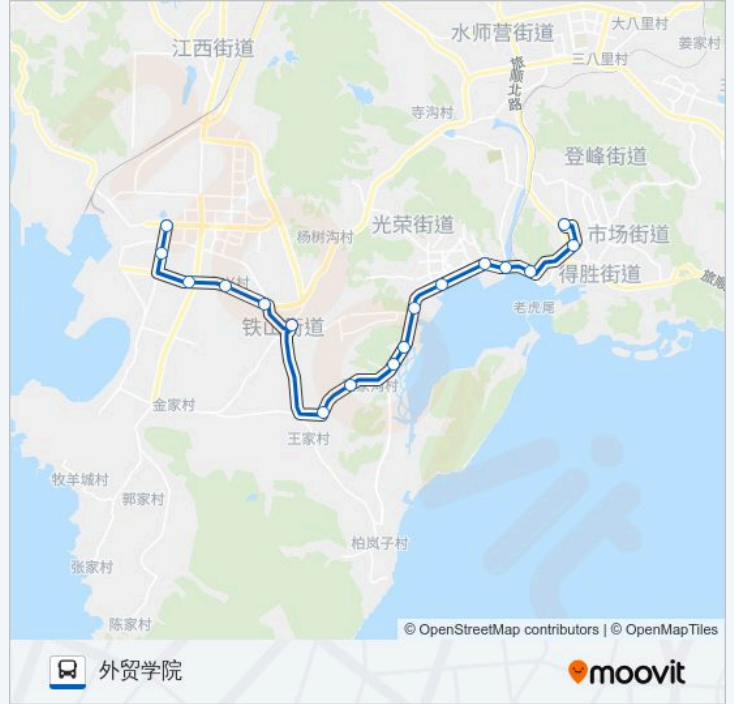 江西街道
水师营街道
大八里村
姜家村
三八里村
旅顺北路
寺沟村
登峰街道
光荣街道
杨树沟村
市场街道
得胜街道
老虎尾
铁山街道
金家村
王家村
牧羊城村
郭家村
柏岚子村
张家村
陈家村
© OpenStreetMap contributors | © OpenMapTiles
外贸学院
moovit